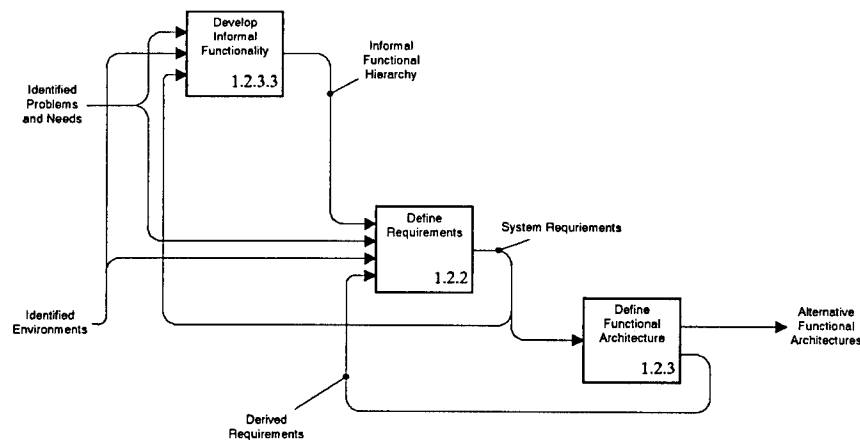 Develop
Informal
Functionality
1.2.3.3
Informal
Functional
Hierarchy
Identified
Problems
and Needs
Define
Requirements
1.2.2
System Requriements
Identified
Environments
Define
Functional
Architecture
1.2.3
Alternative
Functional
Architectures
Derived
Requirements